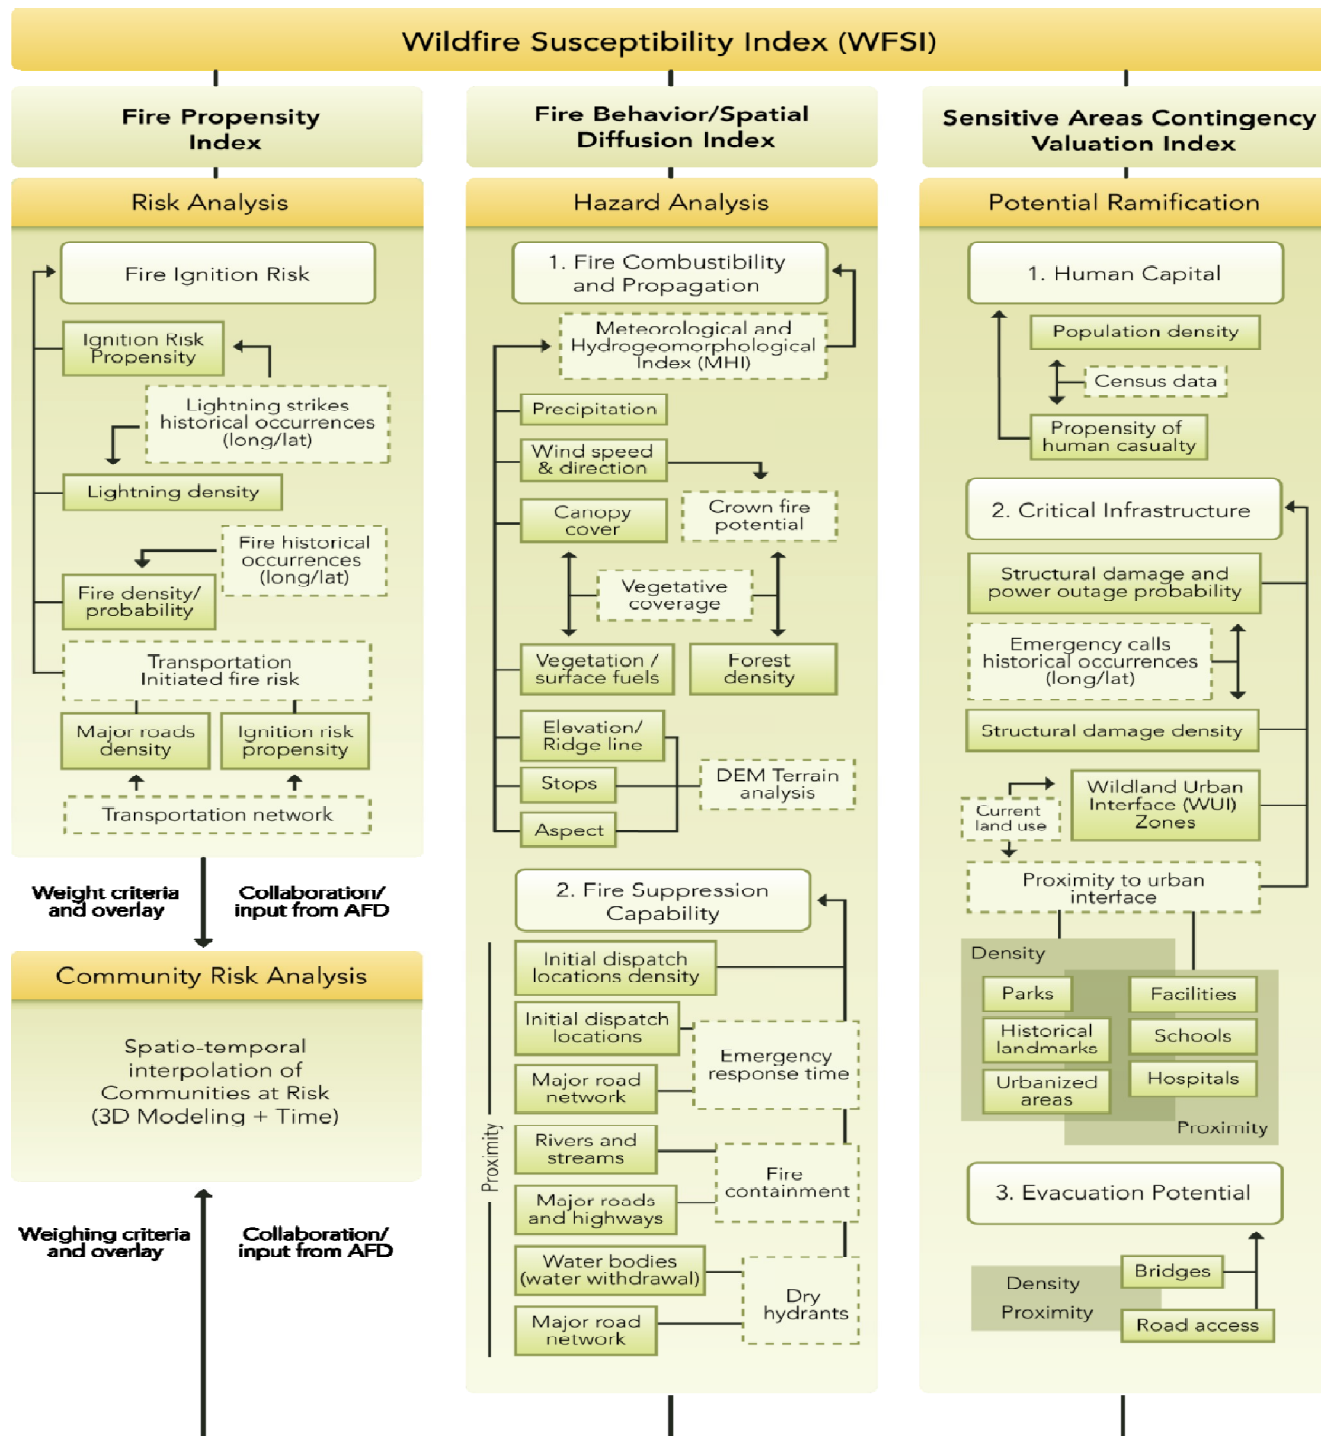 Wildfire Susceptibility Index (WFSI)
Fire Propensity
Index
Risk Analysis
Fire Ignition Risk
Ignition Risk
Propensity
Lightning strikes
historical occurrences
(long/lat)
Lightning density
Fire historical
occurrences
(long/lat)
Fire density/
probability
Transportation
Initiated fire risk
Major roads
density
Ignition risk
propensity
Transportation network
Weight criteria
and overlay
Collaboration/
input from AFD
Community Risk Analysis
Spatio-temporal
interpolation of
Communities at Risk
(3D Modeling + Time)
Weighing criteria
and overlay
Collaboration/
input from AFD
Fire Behavior/Spatial
Diffusion Index
Hazard Analysis
1. Fire Combustibility
and Propagation
Meteorological and
Hydrogeomorphological
Index (MHI)
Precipitation
Wind speed
& direction
Canopy
cover
Crown fire
potential
Vegetative
coverage
Vegetation /
surface fuels
Forest
density
Elevation/
Ridge line
Stops
DEM Terrain
analysis
Aspect
2. Fire Suppression
Capability
Proximity
Initial dispatch
locations density
Initial dispatch
locations
Emergency
response time
Major road
network
Rivers and
streams
Fire
containment
Major roads
and highways
Water bodies
(water withdrawal)
Dry
hydrants
Major road
network
Sensitive Areas Contingency
Valuation Index
Potential Ramification
1. Human Capital
Population density
Census data
Propensity of
human casualty
2. Critical Infrastructure
Structural damage and
power outage probability
Emergency calls
historical occurrences
(long/lat)
Structural damage density
Current
land use
Wildland Urban
Interface (WUI)
Zones
Proximity to urban
interface
Density
Parks
Historical
landmarks
Urbanized
areas
Facilities
Schools
Hospitals
Proximity
3. Evacuation Potential
Density
Proximity
Bridges
Road access